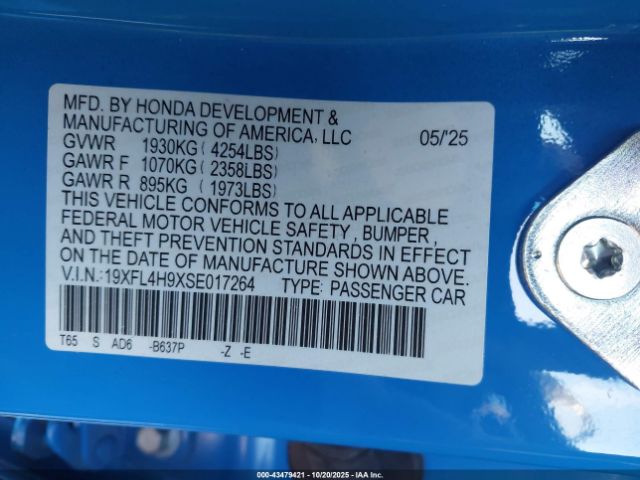 MFD. BY HONDA DEVELOPMENT &
MANUFACTURING OF AMERICA, LLC 05/'25
GVWR 1930KG ( 4254LBS)
GAWR F 1070KG ( 2358LBS)
GAWR R 895KG ( 1973LBS)
THIS VEHICLE CONFORMS TO ALL APPLICABLE
FEDERAL MOTOR VEHICLE SAFETY , BUMPER,
AND THEFT PREVENTION STANDARDS IN EFFECT
ON THE DATE OF MANUFACTURE SHOWN ABOVE.
V.I.N.:19XFL4H9XSE017264 TYPE: PASSENGER CAR
T65 S AD6 -B637P -Z -E
000-43479421 - 10/20/2025 - IAA Inc.